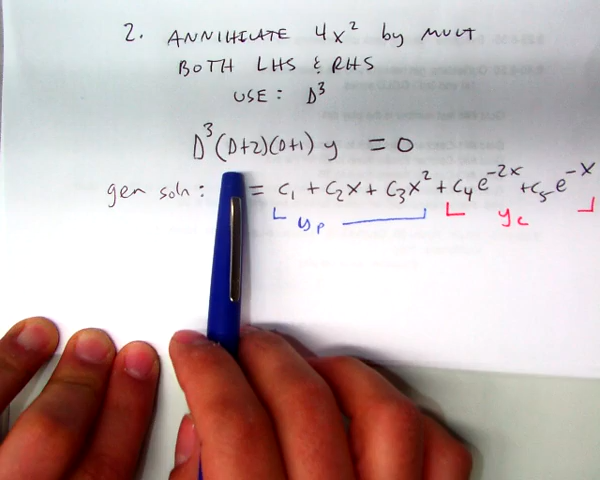 2. ANNIHILATE 4x² by MULT
BOTH LHS & RHS
USE: D³
D³(D+2)(D+1) y = 0
gen soln: = C₁ + C₂x + C₃x² + C₄e⁻²ˣ + C₅e⁻ˣ
yₚ y꜀